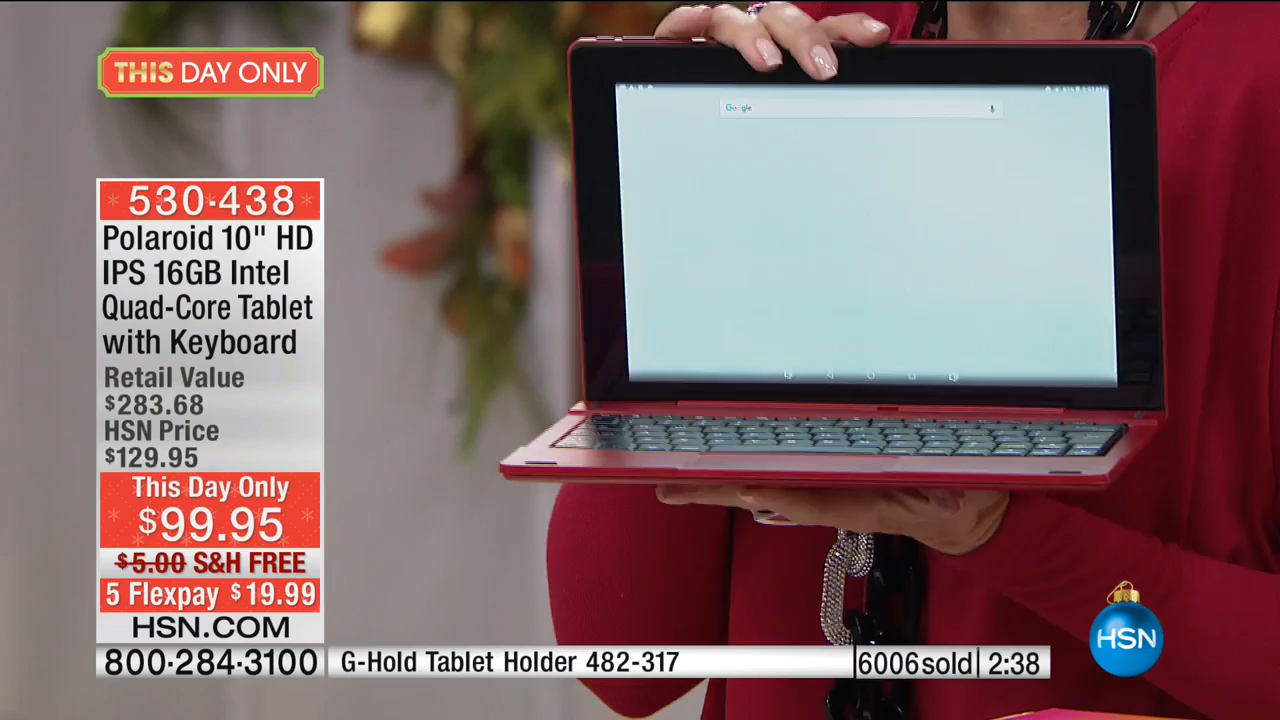 THIS DAY ONLY
530·438
Polaroid 10" HD
IPS 16GB Intel
Quad-Core Tablet
with Keyboard
Retail Value
$283.68
HSN Price
$129.95
This Day Only
$99.95
$5.00 S&H FREE
5 Flexpay $19.99
HSN.COM
800·284·3100
G-Hold Tablet Holder 482-317
6006 sold
2:38
HSN
Google